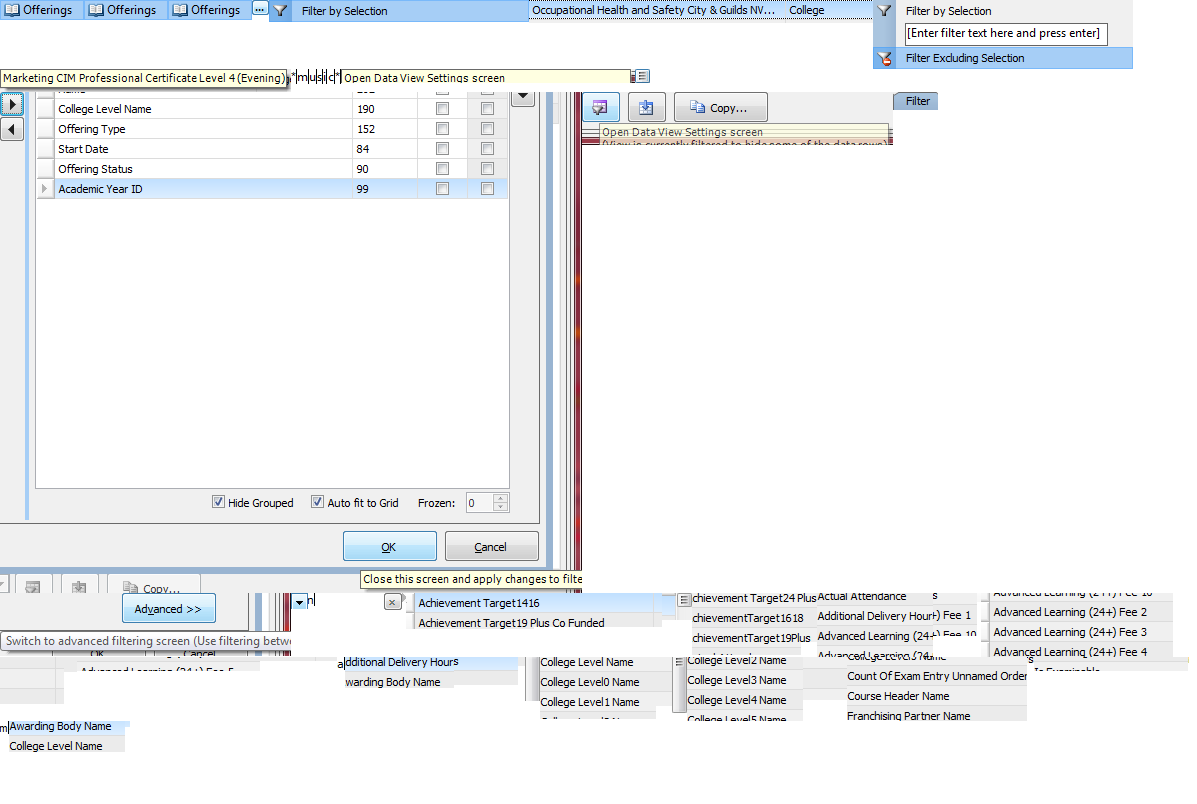 Offerings Offerings Offerings ... Filter by Selection Occupational Health and Safety City & Guilds NV... College Filter by Selection
[Enter filter text here and press enter]
Filter Excluding Selection
Marketing CIM Professional Certificate Level 4 (Evening) *music* Open Data View Settings screen
College Level Name 190
Copy... Filter
Offering Type 152
Open Data View Settings screen
(View is currently filtered to hide some of the data rows)
Start Date 84
Offering Status 90
Academic Year ID 99
Hide Grouped Auto fit to Grid Frozen: 0
OK Cancel
Close this screen and apply changes to filte
Copy...
Advanced >> n Achievement Target1416
Achievement Target19 Plus Co Funded
chievement Target24 Plus
chievementTarget1618
chievementTarget19Plus
Actual Attendance s
Additional Delivery Hour +) Fee 1
Advanced Learning (24+ +) Fee 10
Advanced Learning (24+) Fee 2
Advanced Learning (24+) Fee 3
Advanced Learning (24+) Fee 4
Switch to advanced filtering screen (Use filtering betw
OK Cancel
Advanced Learning (24+) Fee 5
additional Delivery Hours
warding Body Name
College Level Name
College Level0 Name
College Level1 Name
College Level2 Name
College Level3 Name
College Level4 Name
College Level5 Name
Count Of Exam Entry Unnamed Order
Course Header Name
Franchising Partner Name
Is Examinable
m Awarding Body Name
College Level Name